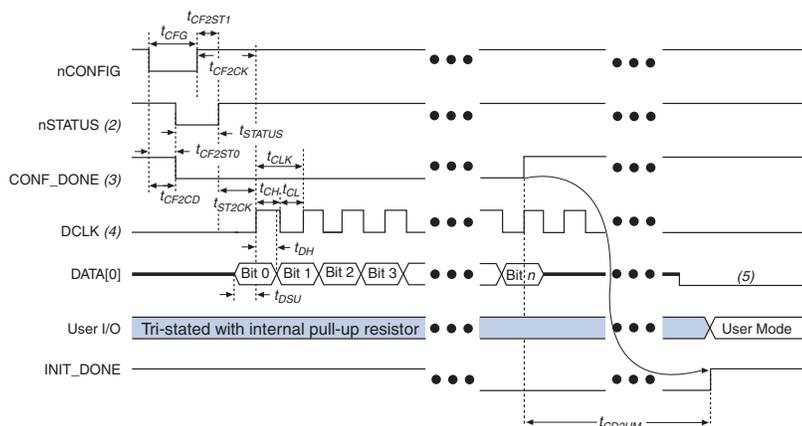 tCF2ST1
tCFG
nCONFIG
tCF2CK
nSTATUS (2)
tSTATUS
tCF2ST0
tCLK
CONF_DONE (3)
tCF2CD
tST2CK
tCH
tCL
DCLK (4)
tDH
DATA[0]
Bit 0
Bit 1
Bit 2
Bit 3
Bit n
(5)
tDSU
User I/O
Tri-stated with internal pull-up resistor
User Mode
INIT_DONE
tCD2UM